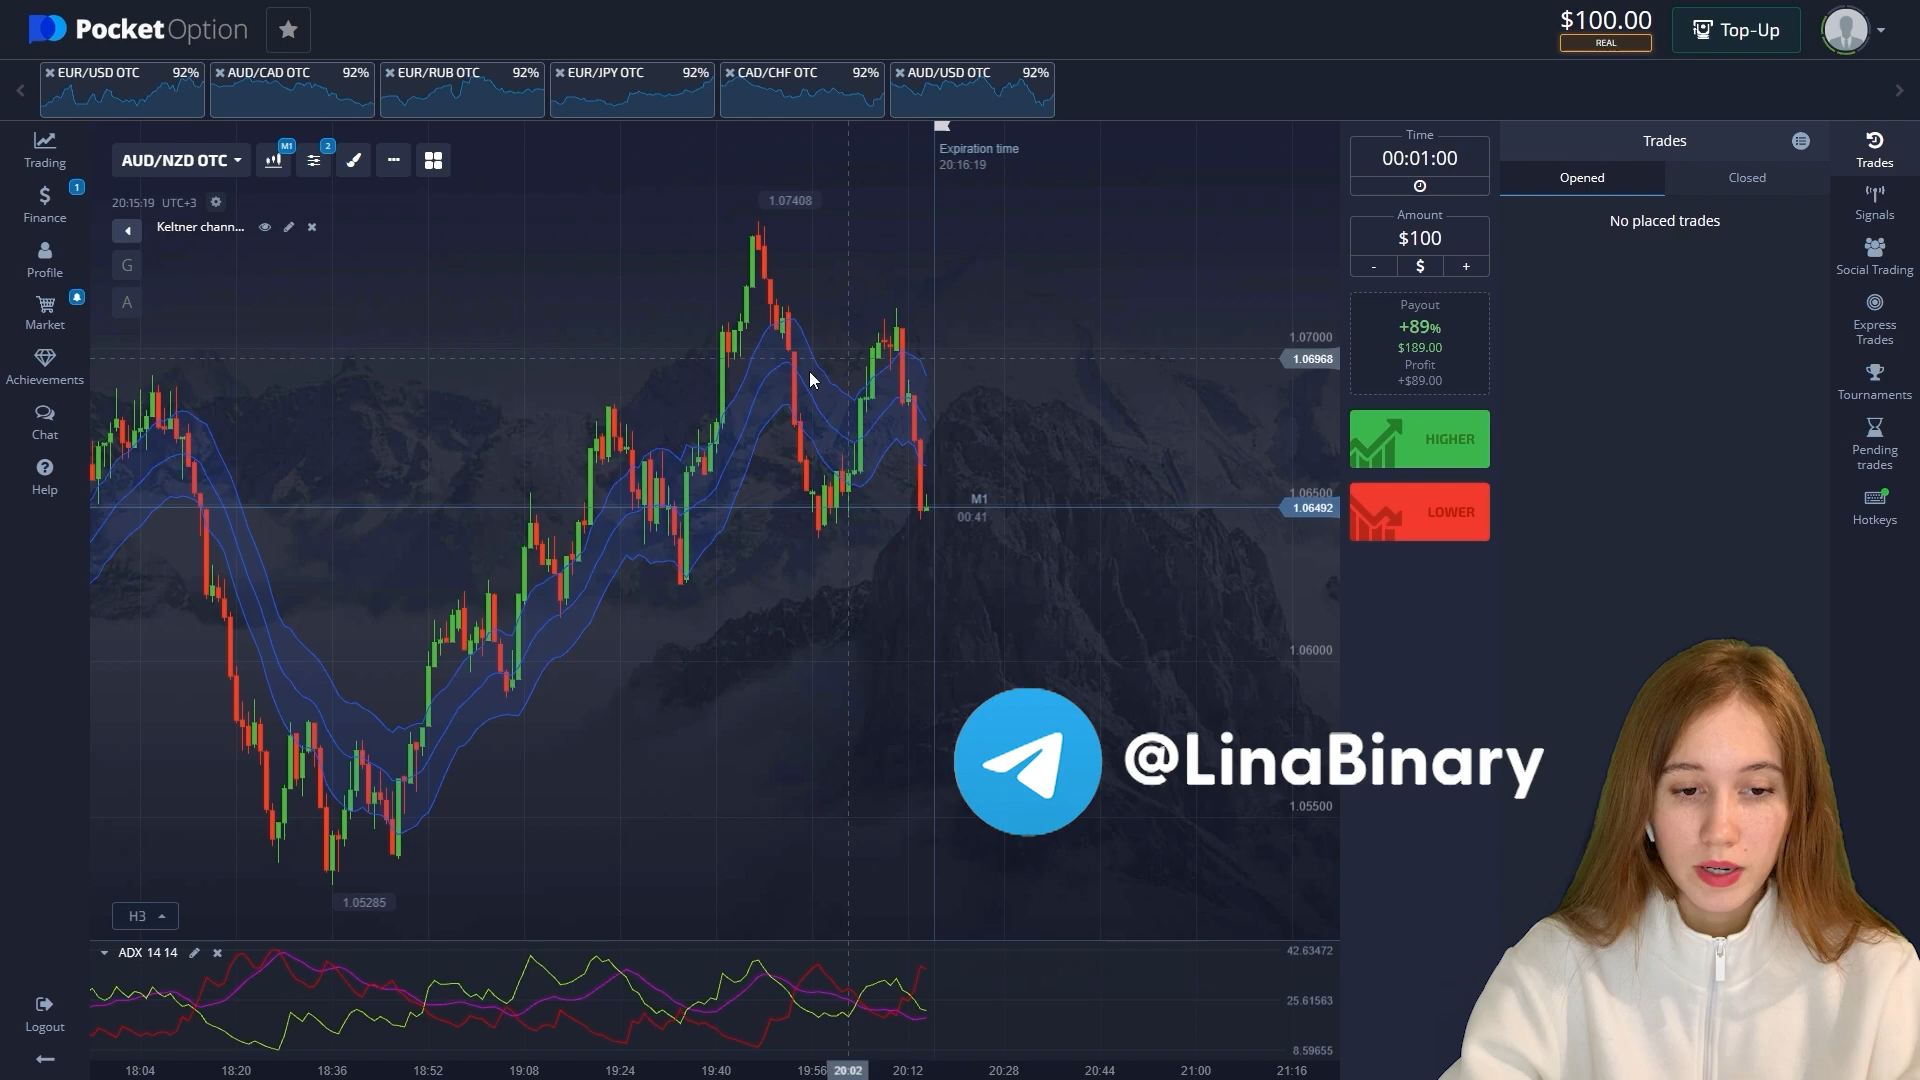 PocketOption
$100.00
REAL
Top-Up
EUR/USD OTC 92%
AUD/CAD OTC 92%
EUR/RUB OTC 92%
EUR/JPY OTC 92%
CAD/CHF OTC 92%
AUD/USD OTC 92%
Trading
Finance
1
Profile
Market
Achievements
Chat
Help
Logout
AUD/NZD OTC
M1
2
20:15:19 UTC+3
Keltner chann...
G
A
Expiration time
20:16:19
1.07408
1.07000
1.06968
1.06500
1.06492
M1
00:41
1.06000
1.05500
1.05285
@LinaBinary
H3
ADX 14 14
42.63472
25.61563
8.59655
18:04
18:20
18:36
18:52
19:08
19:24
19:40
19:56
20:02
20:12
20:28
20:44
21:00
21:16
Time
00:01:00
Amount
$100
- $ +
Payout
+89%
$189.00
Profit
+$89.00
HIGHER
LOWER
Trades
Opened
Closed
No placed trades
Trades
Signals
Social Trading
Express
Trades
Tournaments
Pending
trades
Hotkeys